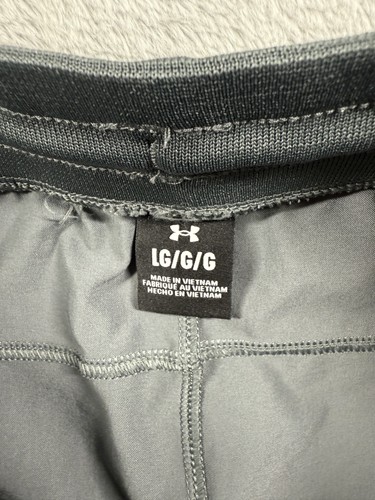 LG/G/G
MADE IN VIETNAM
FABRIQUÉ AU VIETNAM
HECHO EN VIETNAM